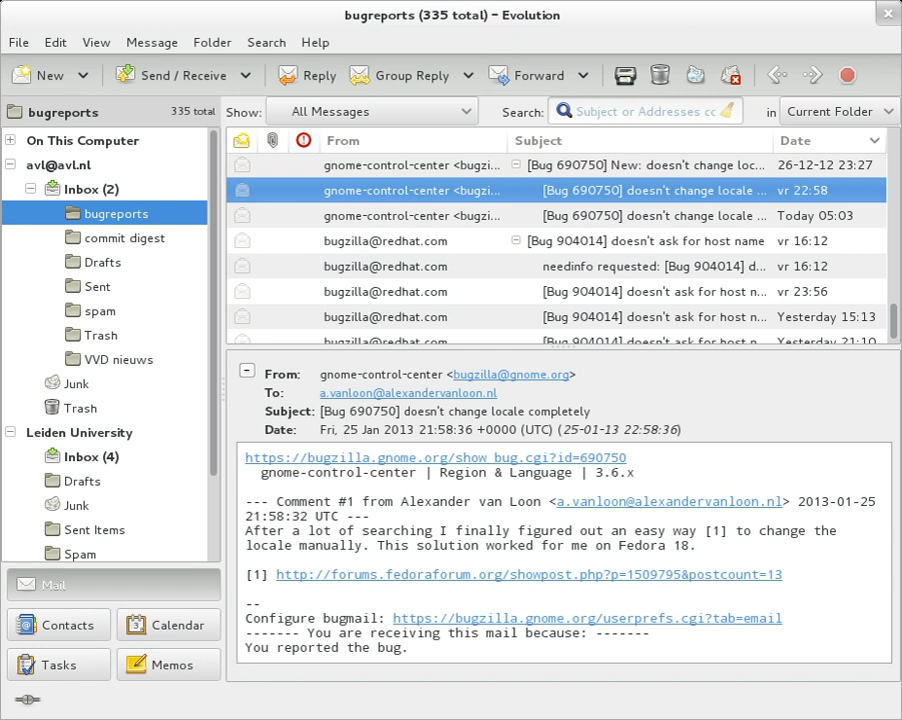 bugreports (335 total) – Evolution
File Edit View Message Folder Search Help
New Send / Receive Reply Group Reply Forward
bugreports 335 total Show: All Messages Search: Subject or Addresses cc in Current Folder
On This Computer
avl@avl.nl
Inbox (2)
bugreports
commit digest
Drafts
Sent
spam
Trash
VVD nieuws
Junk
Trash
Leiden University
Inbox (4)
Drafts
Junk
Sent Items
Spam
Mail
Contacts Calendar
Tasks Memos
From Subject Date
gnome-control-center <bugzi... [Bug 690750] New: doesn't change loc... 26-12-12 23:27
gnome-control-center <bugzi... [Bug 690750] doesn't change locale ... vr 22:58
gnome-control-center <bugzi... [Bug 690750] doesn't change locale ... Today 05:03
bugzilla@redhat.com [Bug 904014] doesn't ask for host name vr 16:12
bugzilla@redhat.com needinfo requested: [Bug 904014] d... vr 16:12
bugzilla@redhat.com [Bug 904014] doesn't ask for host n... vr 23:56
bugzilla@redhat.com [Bug 904014] doesn't ask for host n... Yesterday 15:13
bugzilla@redhat.com [Bug 904014] doesn't ask for host n... Yesterday 21:10
From: gnome-control-center <bugzilla@gnome.org>
To: a.vanloon@alexandervanloon.nl
Subject: [Bug 690750] doesn't change locale completely
Date: Fri, 25 Jan 2013 21:58:36 +0000 (UTC) (25-01-13 22:58:36)
https://bugzilla.gnome.org/show_bug.cgi?id=690750
gnome-control-center | Region & Language | 3.6.x
--- Comment #1 from Alexander van Loon <a.vanloon@alexandervanloon.nl> 2013-01-25
21:58:32 UTC ---
After a lot of searching I finally figured out an easy way [1] to change the
locale manually. This solution worked for me on Fedora 18.
[1] http://forums.fedoraforum.org/showpost.php?p=1509795&postcount=13
--
Configure bugmail: https://bugzilla.gnome.org/userprefs.cgi?tab=email
------- You are receiving this mail because: -------
You reported the bug.